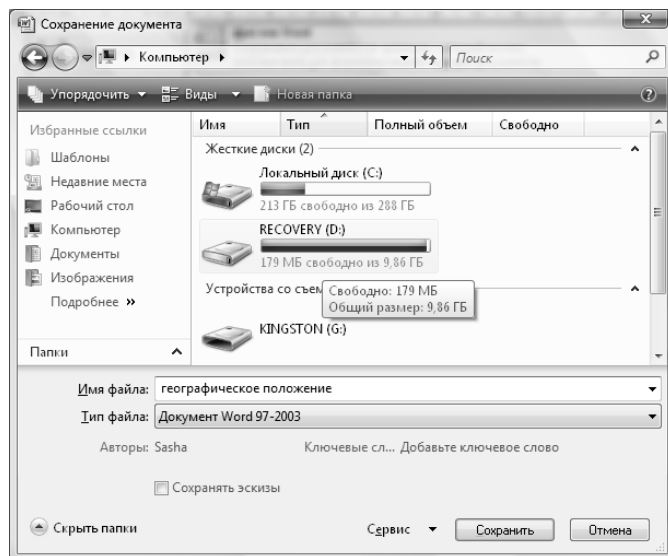 Сохранение документа
Компьютер
Поиск
Упорядочить Виды Новая папка
Избранные ссылки
Шаблоны
Недавние места
Рабочий стол
Компьютер
Документы
Изображения
Подробнее »
Папки
Имя Тип Полный объем Свободно
Жесткие диски (2)
Локальный диск (C:)
213 ГБ свободно из 288 ГБ
RECOVERY (D:)
179 МБ свободно из 9,86 ГБ
Устройства со съем
Свободно: 179 МБ
Общий размер: 9,86 ГБ
KINGSTON (G:)
Имя файла: географическое положение
Тип файла: Документ Word 97-2003
Авторы: Sasha Ключевые сл... Добавьте ключевое слово
Сохранять эскизы
Скрыть папки Сервис Сохранить Отмена